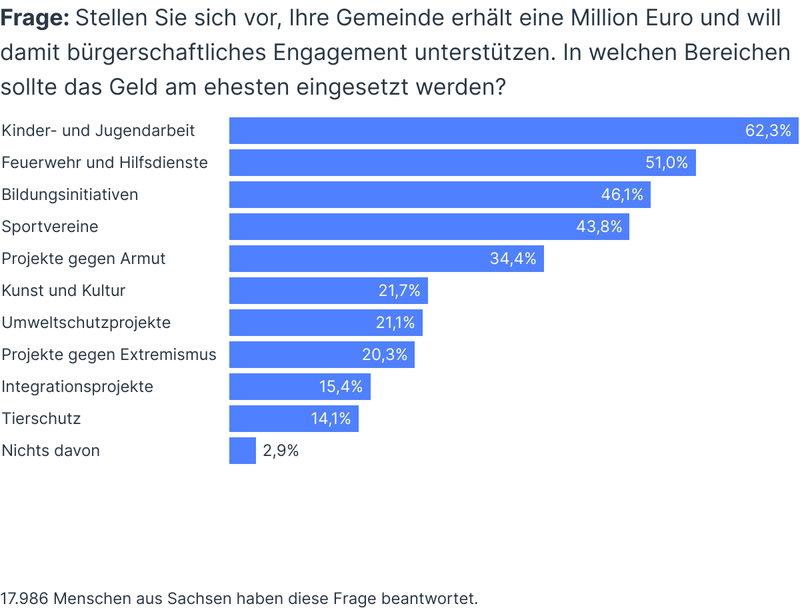 Frage: Stellen Sie sich vor, Ihre Gemeinde erhält eine Million Euro und will
damit bürgerschaftliches Engagement unterstützen. In welchen Bereichen
sollte das Geld am ehesten eingesetzt werden?
Kinder- und Jugendarbeit 62,3%
Feuerwehr und Hilfsdienste 51,0%
Bildungsinitiativen 46,1%
Sportvereine 43,8%
Projekte gegen Armut 34,4%
Kunst und Kultur 21,7%
Umweltschutzprojekte 21,1%
Projekte gegen Extremismus 20,3%
Integrationsprojekte 15,4%
Tierschutz 14,1%
Nichts davon 2,9%
17.986 Menschen aus Sachsen haben diese Frage beantwortet.